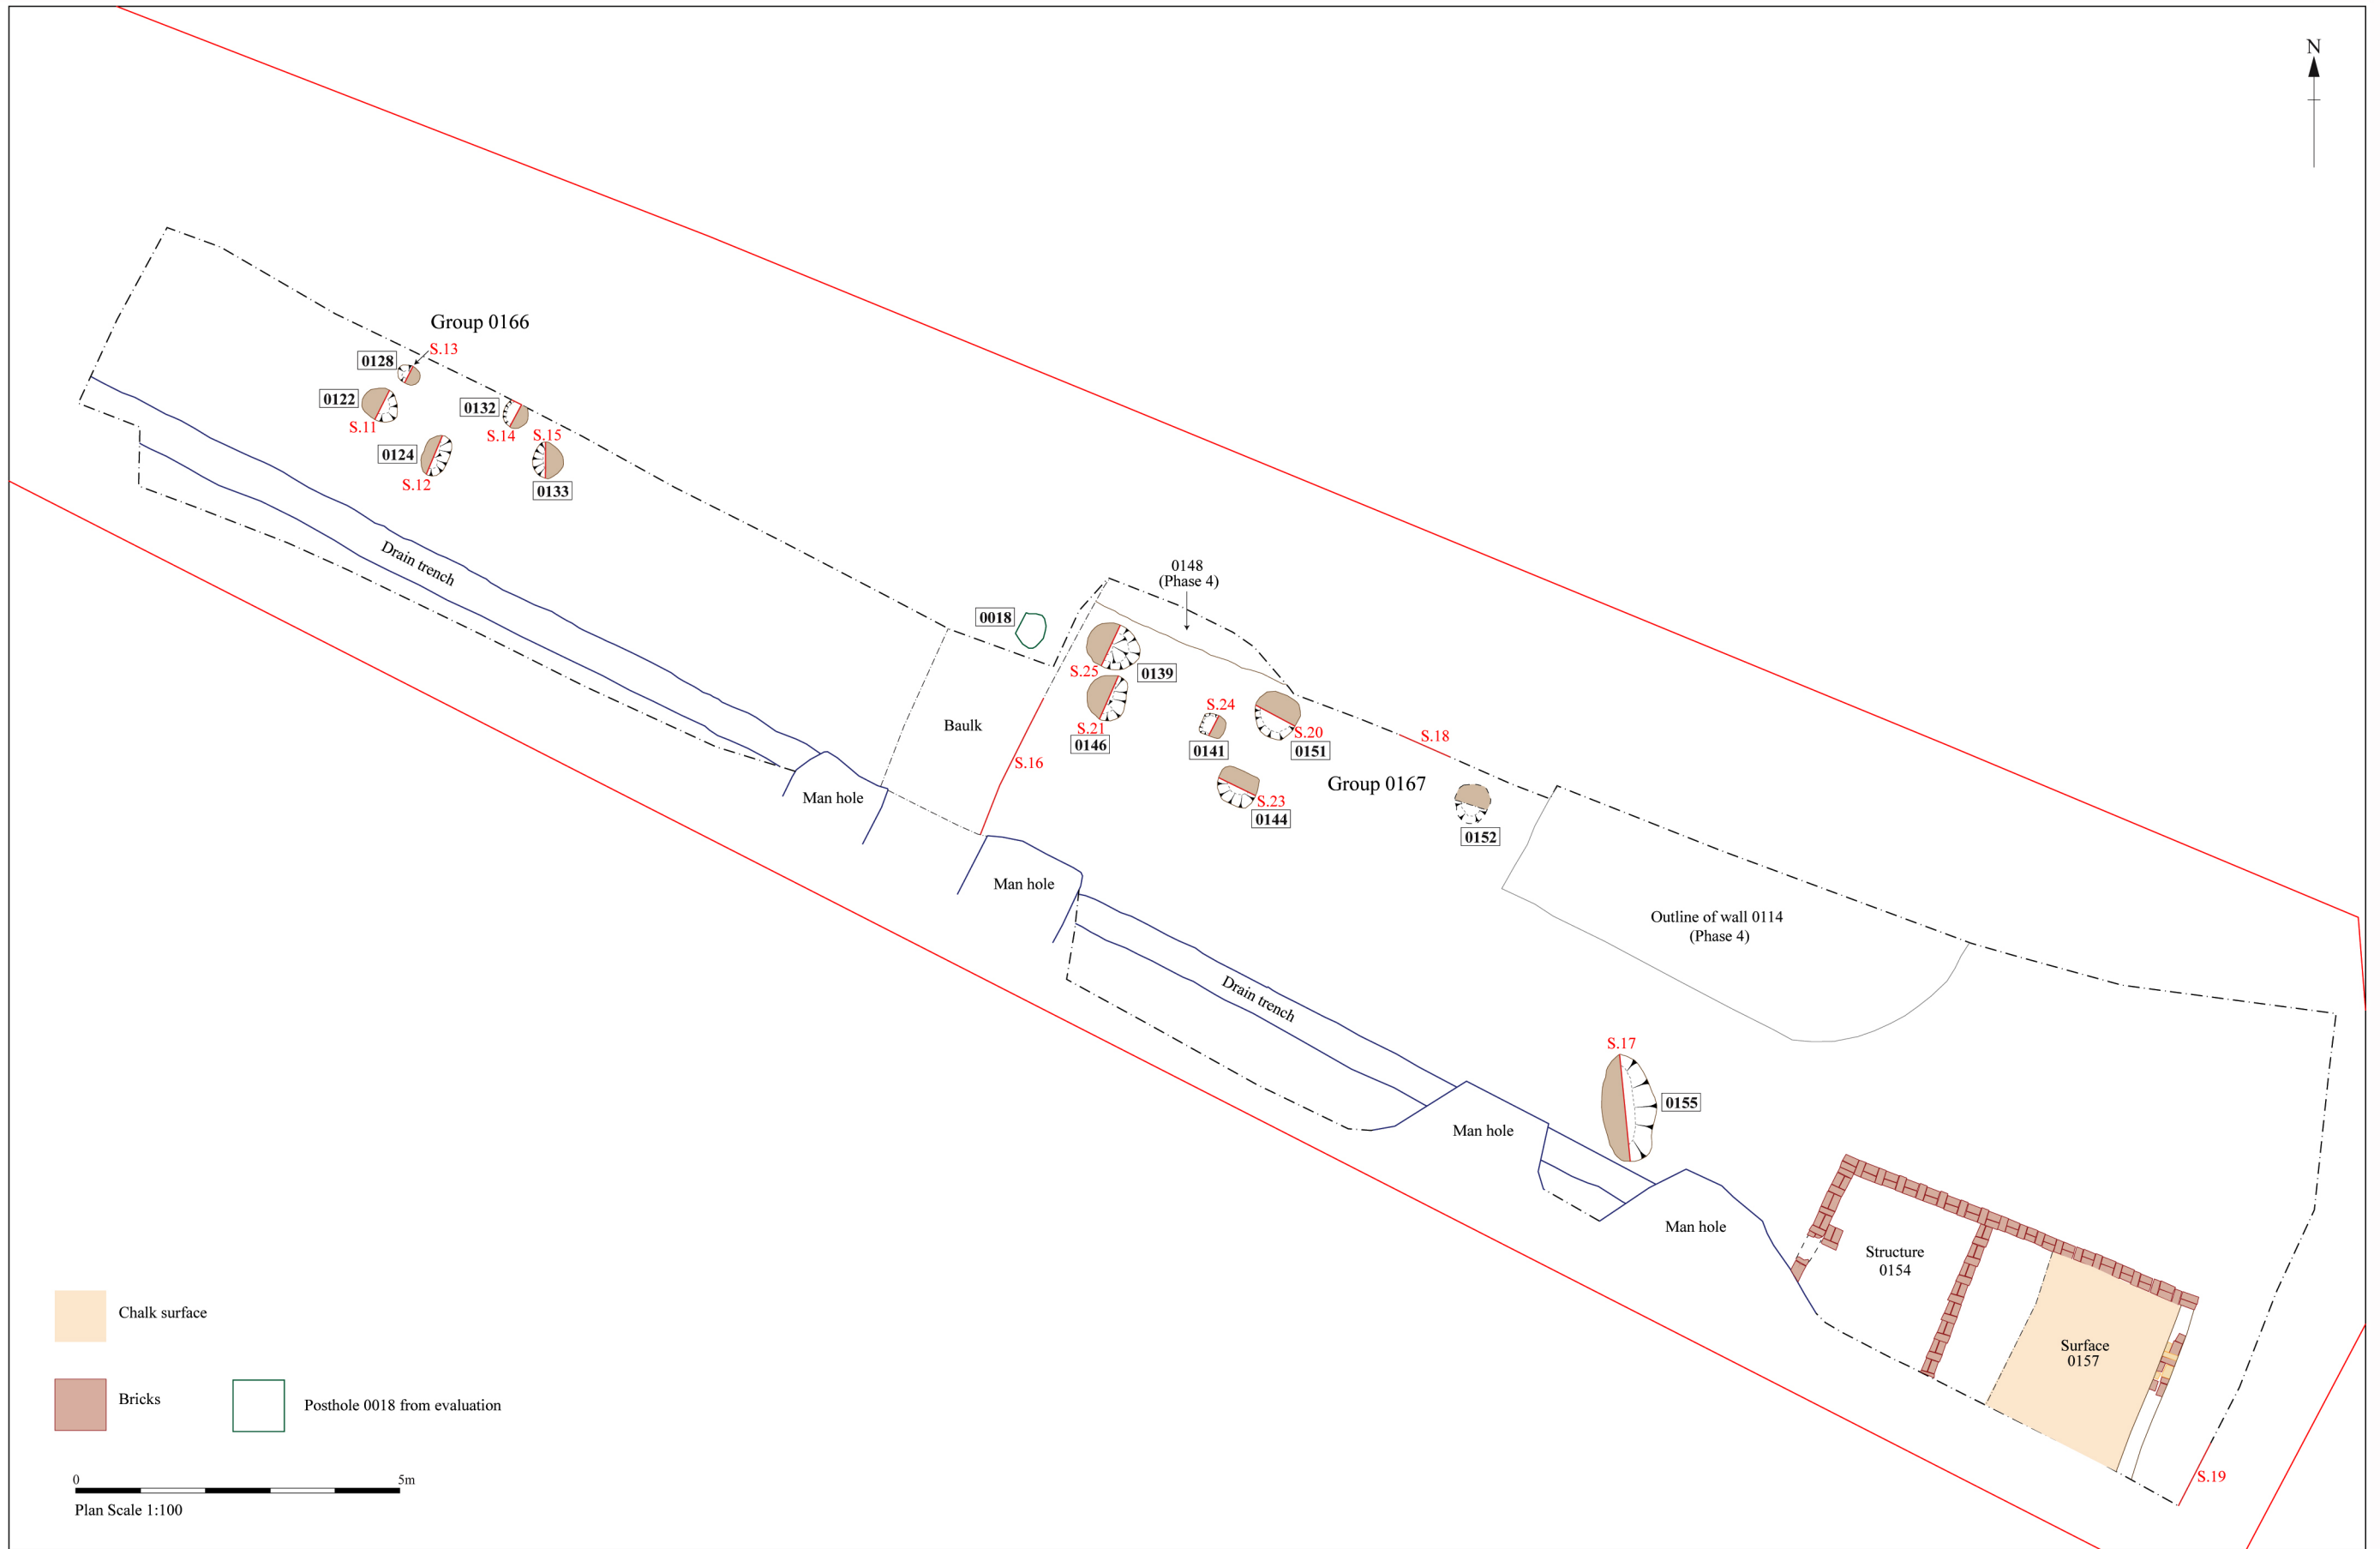 N
Group 0166
S.13
0128
0122
S.11
0132
S.14
S.15
0124
S.12
0133
Drain trench
0148
(Phase 4)
0018
S.25
0139
S.21
0146
Baulk
S.16
S.24
0141
S.20
0151
S.18
Group 0167
S.23
0144
0152
Man hole
Man hole
Outline of wall 0114
(Phase 4)
Drain trench
S.17
0155
Man hole
Man hole
Structure
0154
Surface
0157
S.19
Chalk surface
Bricks
Posthole 0018 from evaluation
0
5m
Plan Scale 1:100